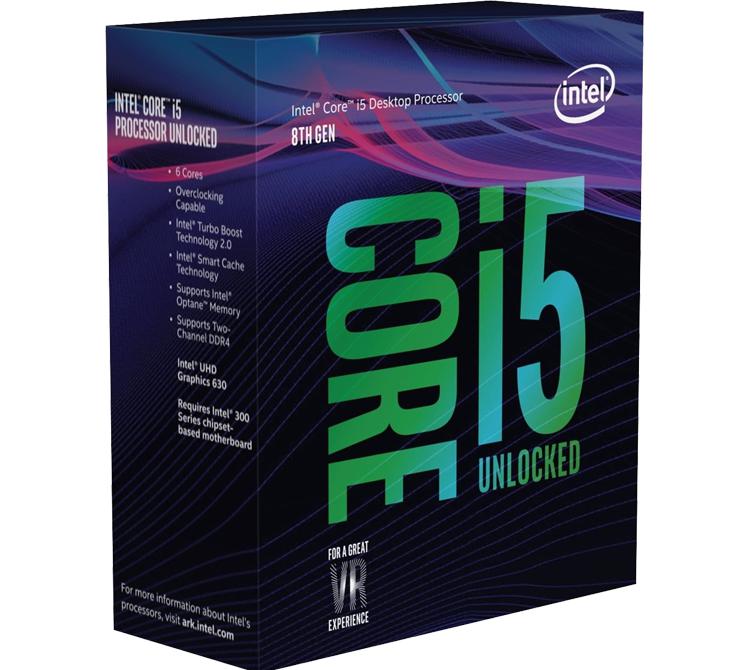 INTEL® CORE™ i5
PROCESSOR UNLOCKED
• 6 Cores
• Overclocking
Capable
• Intel® Turbo Boost
Technology 2.0
• Intel® Smart Cache
Technology
• Supports Intel®
Optane™ Memory
• Supports Two-
Channel DDR4
Intel® UHD
Graphics 630
Requires Intel® 300
Series chipset-
based motherboard
For more information about Intel's
processors, visit ark.intel.com
Intel® Core™ i5 Desktop Processor
8TH GEN
intel®
CORE
i5
UNLOCKED
FOR A GREAT
VR
EXPERIENCE